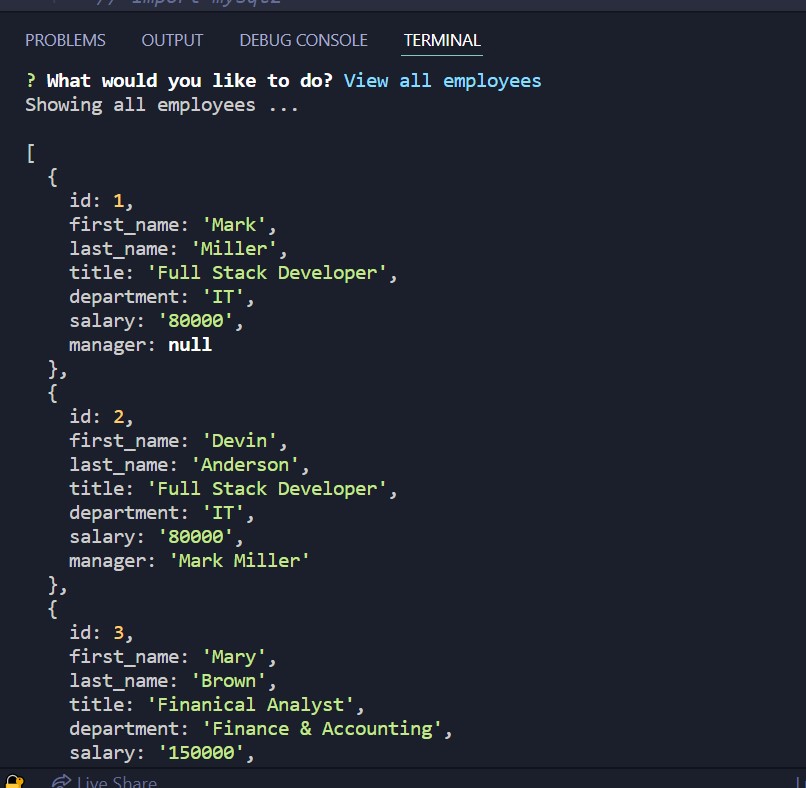 // import mysql2
PROBLEMS OUTPUT DEBUG CONSOLE TERMINAL
? What would you like to do? View all employees
Showing all employees ...
[
{
id: 1,
first_name: 'Mark',
last_name: 'Miller',
title: 'Full Stack Developer',
department: 'IT',
salary: '80000',
manager: null
},
{
id: 2,
first_name: 'Devin',
last_name: 'Anderson',
title: 'Full Stack Developer',
department: 'IT',
salary: '80000',
manager: 'Mark Miller'
},
{
id: 3,
first_name: 'Mary',
last_name: 'Brown',
title: 'Finanical Analyst',
department: 'Finance & Accounting',
salary: '150000',
Live Share